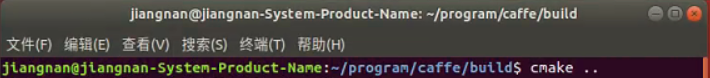 jiangnan@jiangnan-System-Product-Name: ~/program/caffe/build
文件(F) 编辑(E) 查看(V) 搜索(S) 终端(T) 帮助(H)
jiangnan@jiangnan-System-Product-Name:~/program/caffe/build$ cmake ..